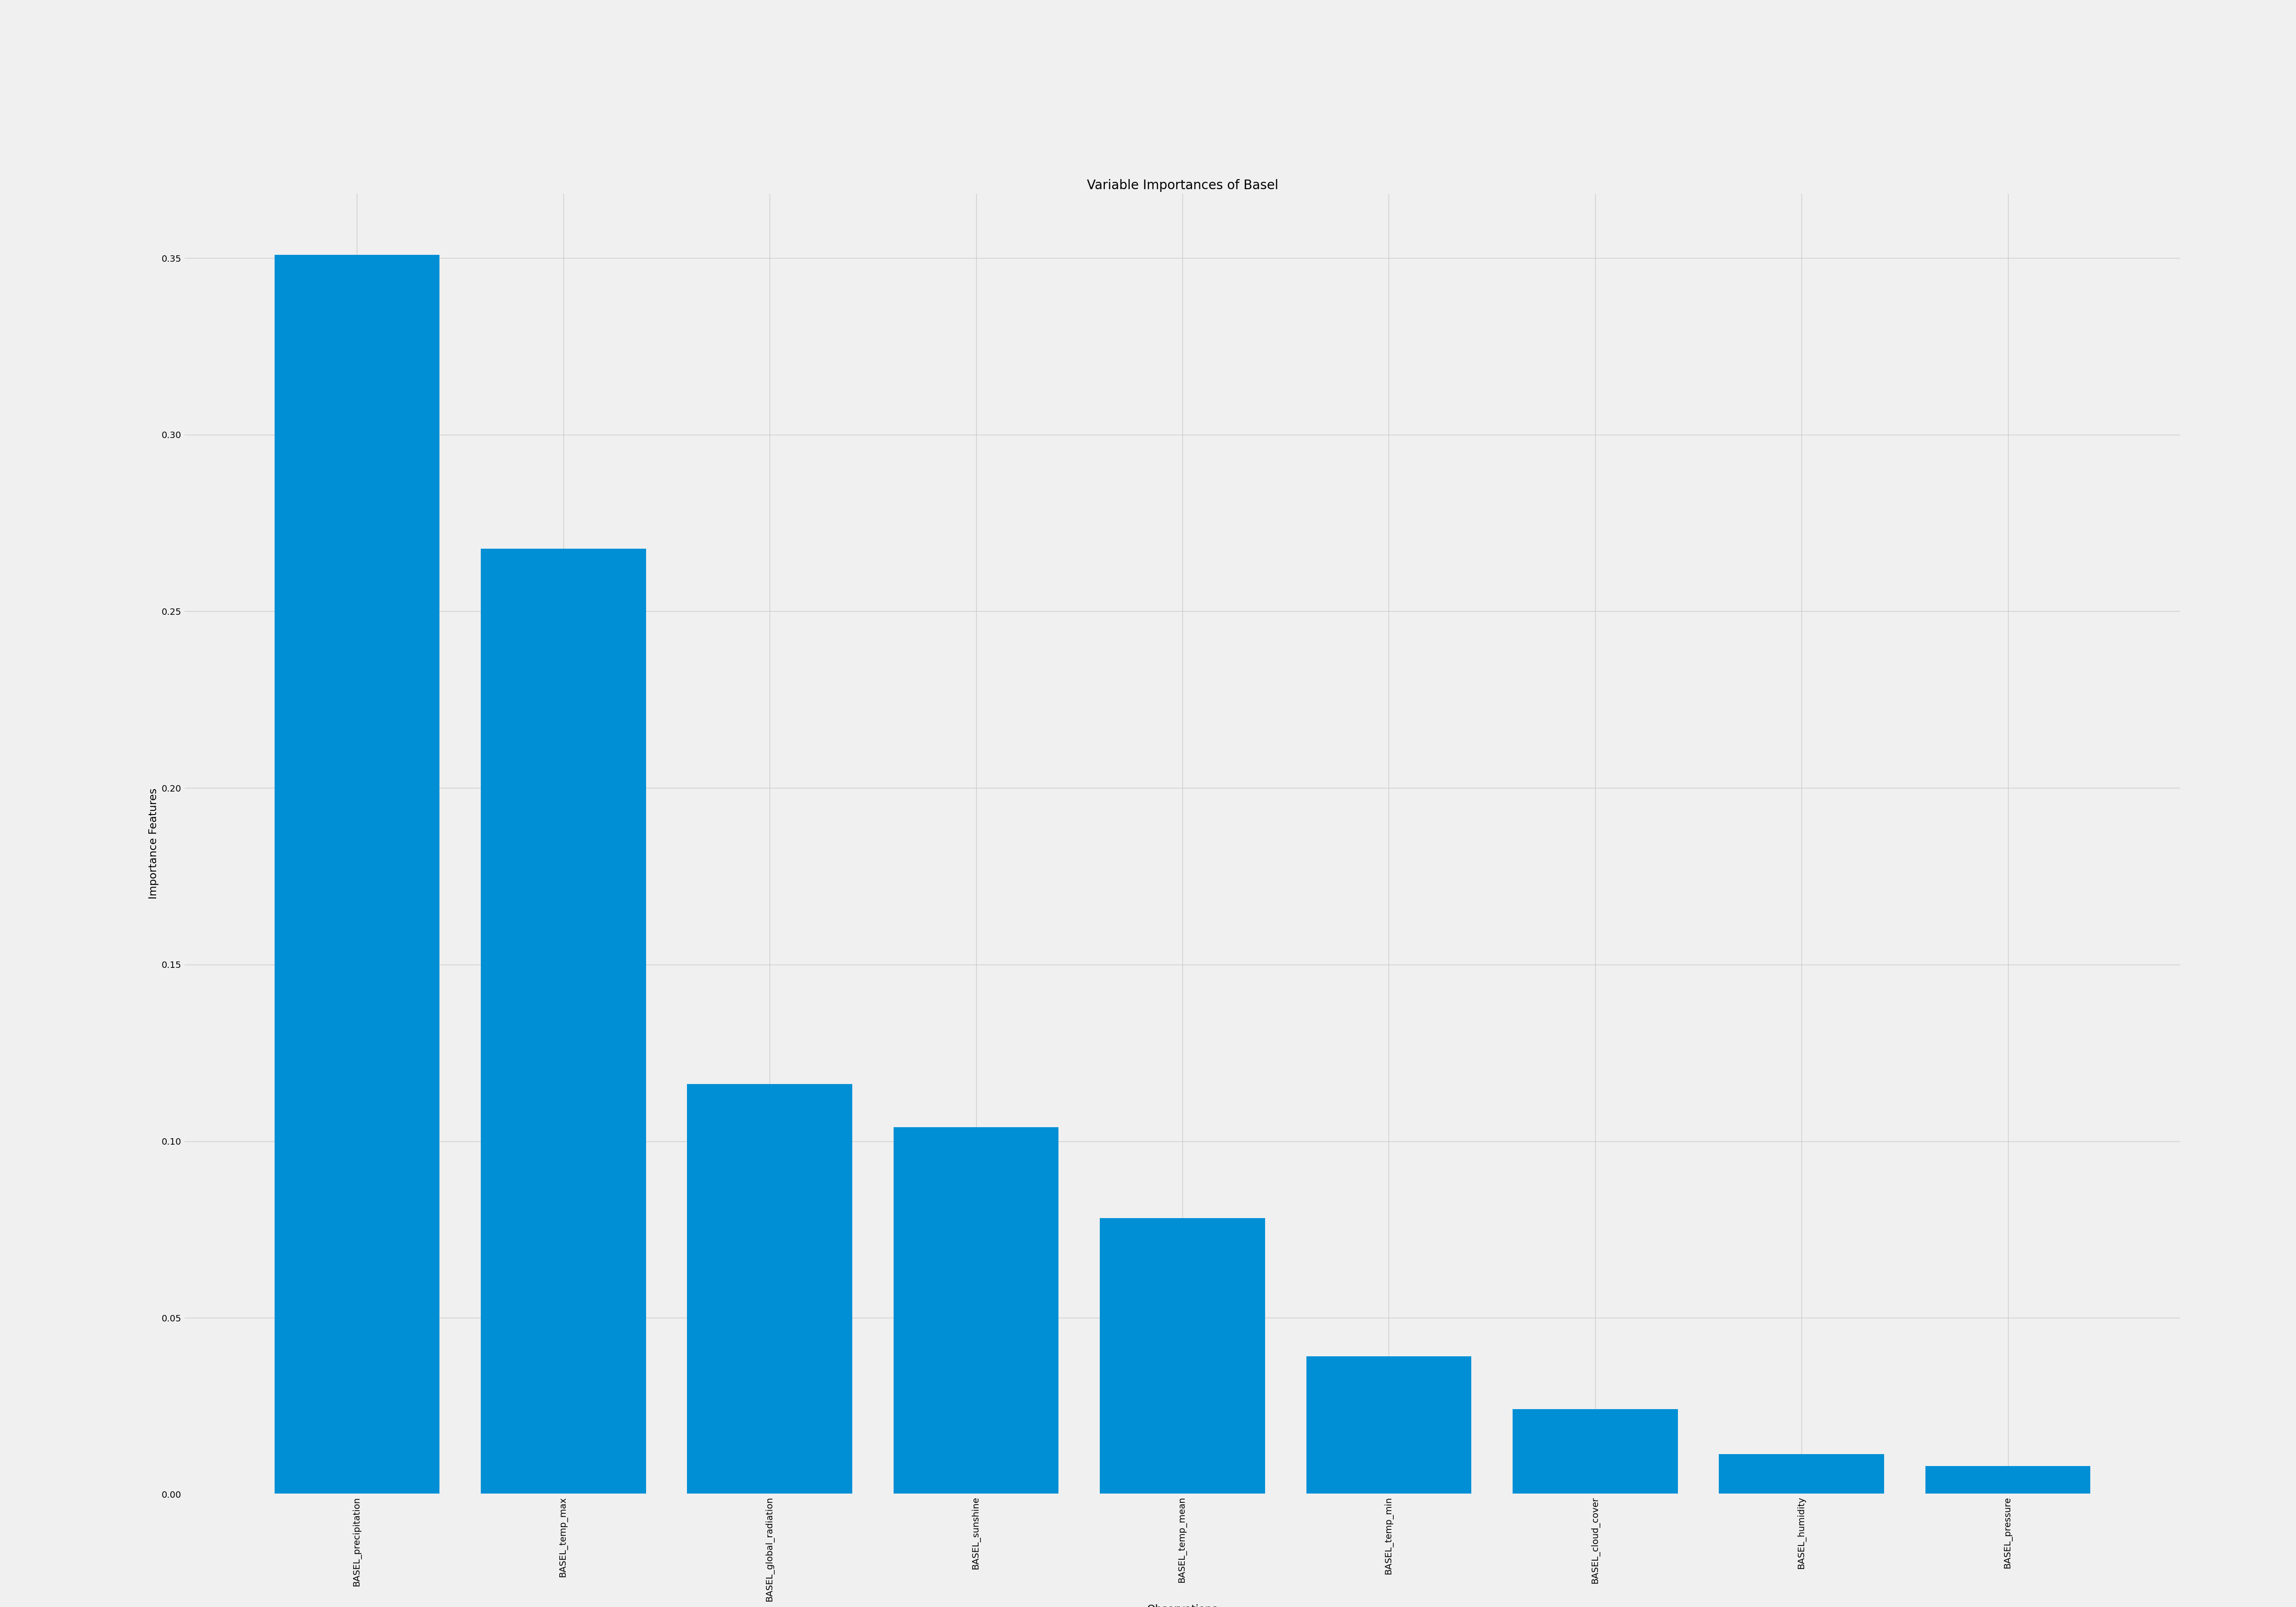 Variable Importances of Basel
Importance Features
0.35
0.30
0.25
0.20
0.15
0.10
0.05
0.00
BASEL_precipitation
BASEL_temp_max
BASEL_global_radiation
BASEL_sunshine
BASEL_temp_mean
BASEL_temp_min
BASEL_cloud_cover
BASEL_humidity
BASEL_pressure